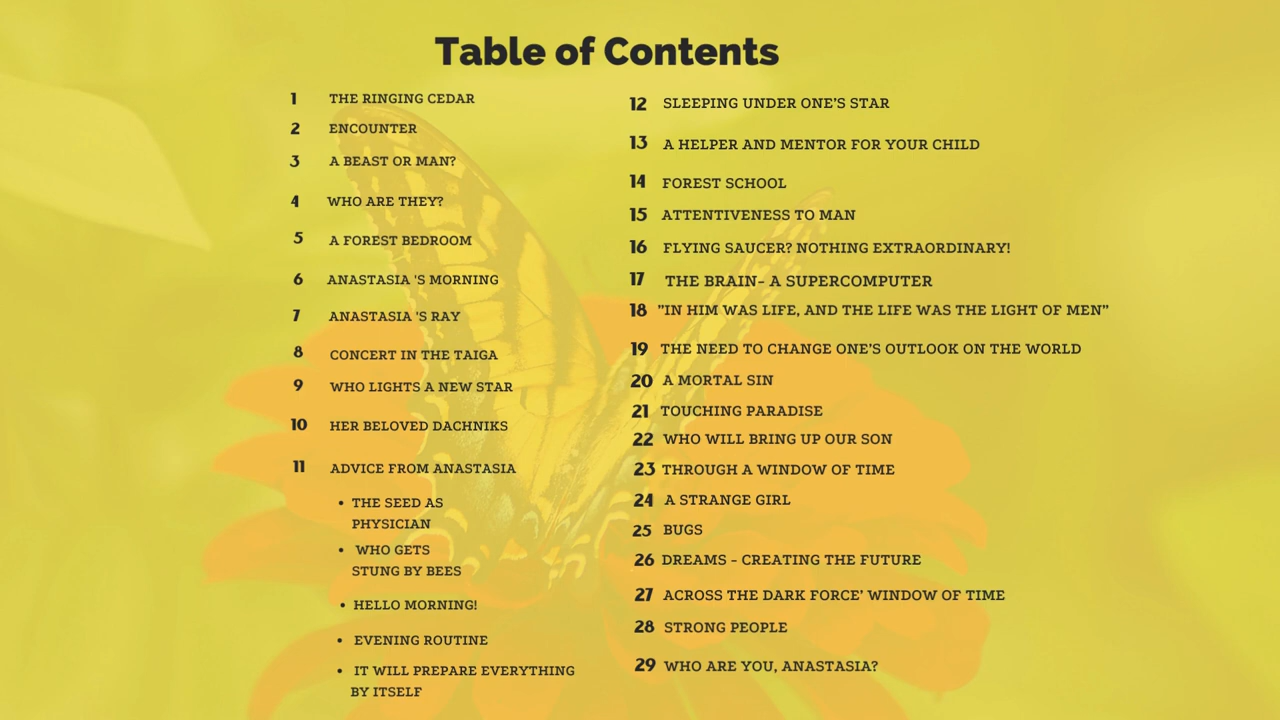 Table of Contents
1 THE RINGING CEDAR
2 ENCOUNTER
3 A BEAST OR MAN?
4 WHO ARE THEY?
5 A FOREST BEDROOM
6 ANASTASIA 'S MORNING
7 ANASTASIA 'S RAY
8 CONCERT IN THE TAIGA
9 WHO LIGHTS A NEW STAR
10 HER BELOVED DACHNIKS
11 ADVICE FROM ANASTASIA
• THE SEED AS
PHYSICIAN
• WHO GETS
STUNG BY BEES
• HELLO MORNING!
• EVENING ROUTINE
• IT WILL PREPARE EVERYTHING
BY ITSELF
12 SLEEPING UNDER ONE'S STAR
13 A HELPER AND MENTOR FOR YOUR CHILD
14 FOREST SCHOOL
15 ATTENTIVENESS TO MAN
16 FLYING SAUCER? NOTHING EXTRAORDINARY!
17 THE BRAIN- A SUPERCOMPUTER
18 "IN HIM WAS LIFE, AND THE LIFE WAS THE LIGHT OF MEN"
19 THE NEED TO CHANGE ONE'S OUTLOOK ON THE WORLD
20 A MORTAL SIN
21 TOUCHING PARADISE
22 WHO WILL BRING UP OUR SON
23 THROUGH A WINDOW OF TIME
24 A STRANGE GIRL
25 BUGS
26 DREAMS - CREATING THE FUTURE
27 ACROSS THE DARK FORCE' WINDOW OF TIME
28 STRONG PEOPLE
29 WHO ARE YOU, ANASTASIA?